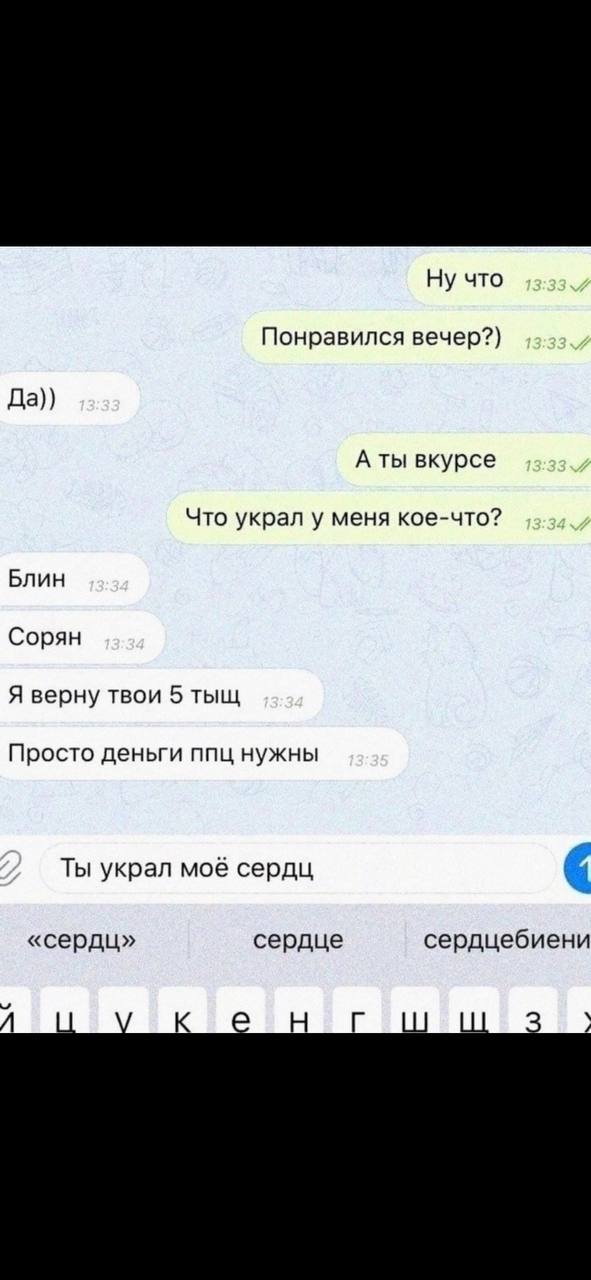 Ну что 13:33
Понравился вечер?) 13:33
Да)) 13:33
А ты вкурсе 13:33
Что украл у меня кое-что? 13:34
Блин 13:34
Сорян 13:34
Я верну твои 5 тыщ 13:34
Просто деньги ппц нужны 13:35
Ты украл моё сердц
«сердц» сердце сердцебиени
й ц у к е н г ш щ з х